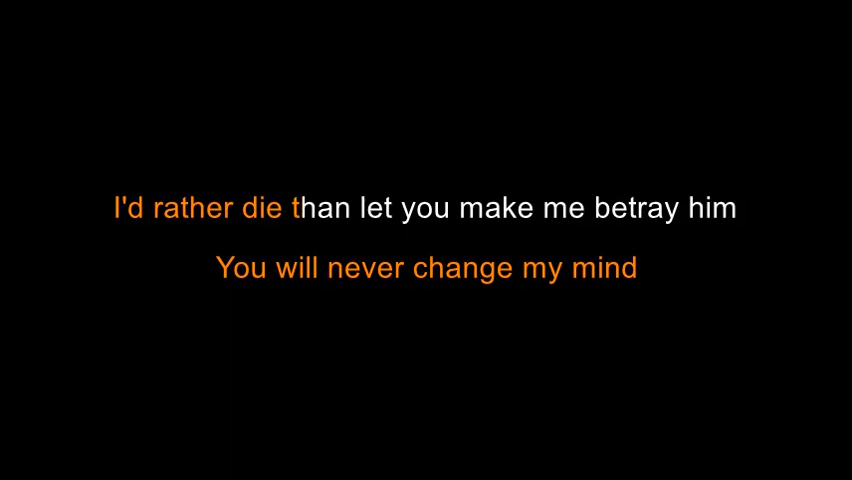 I'd rather die than let you make me betray him
You will never change my mind